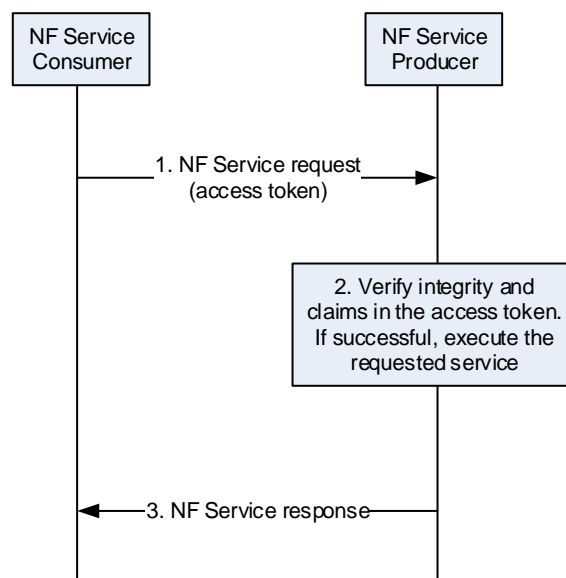 NF Service
Consumer
NF Service
Producer
1. NF Service request
(access token)
2. Verify integrity and
claims in the access token.
If successful, execute the
requested service
3. NF Service response